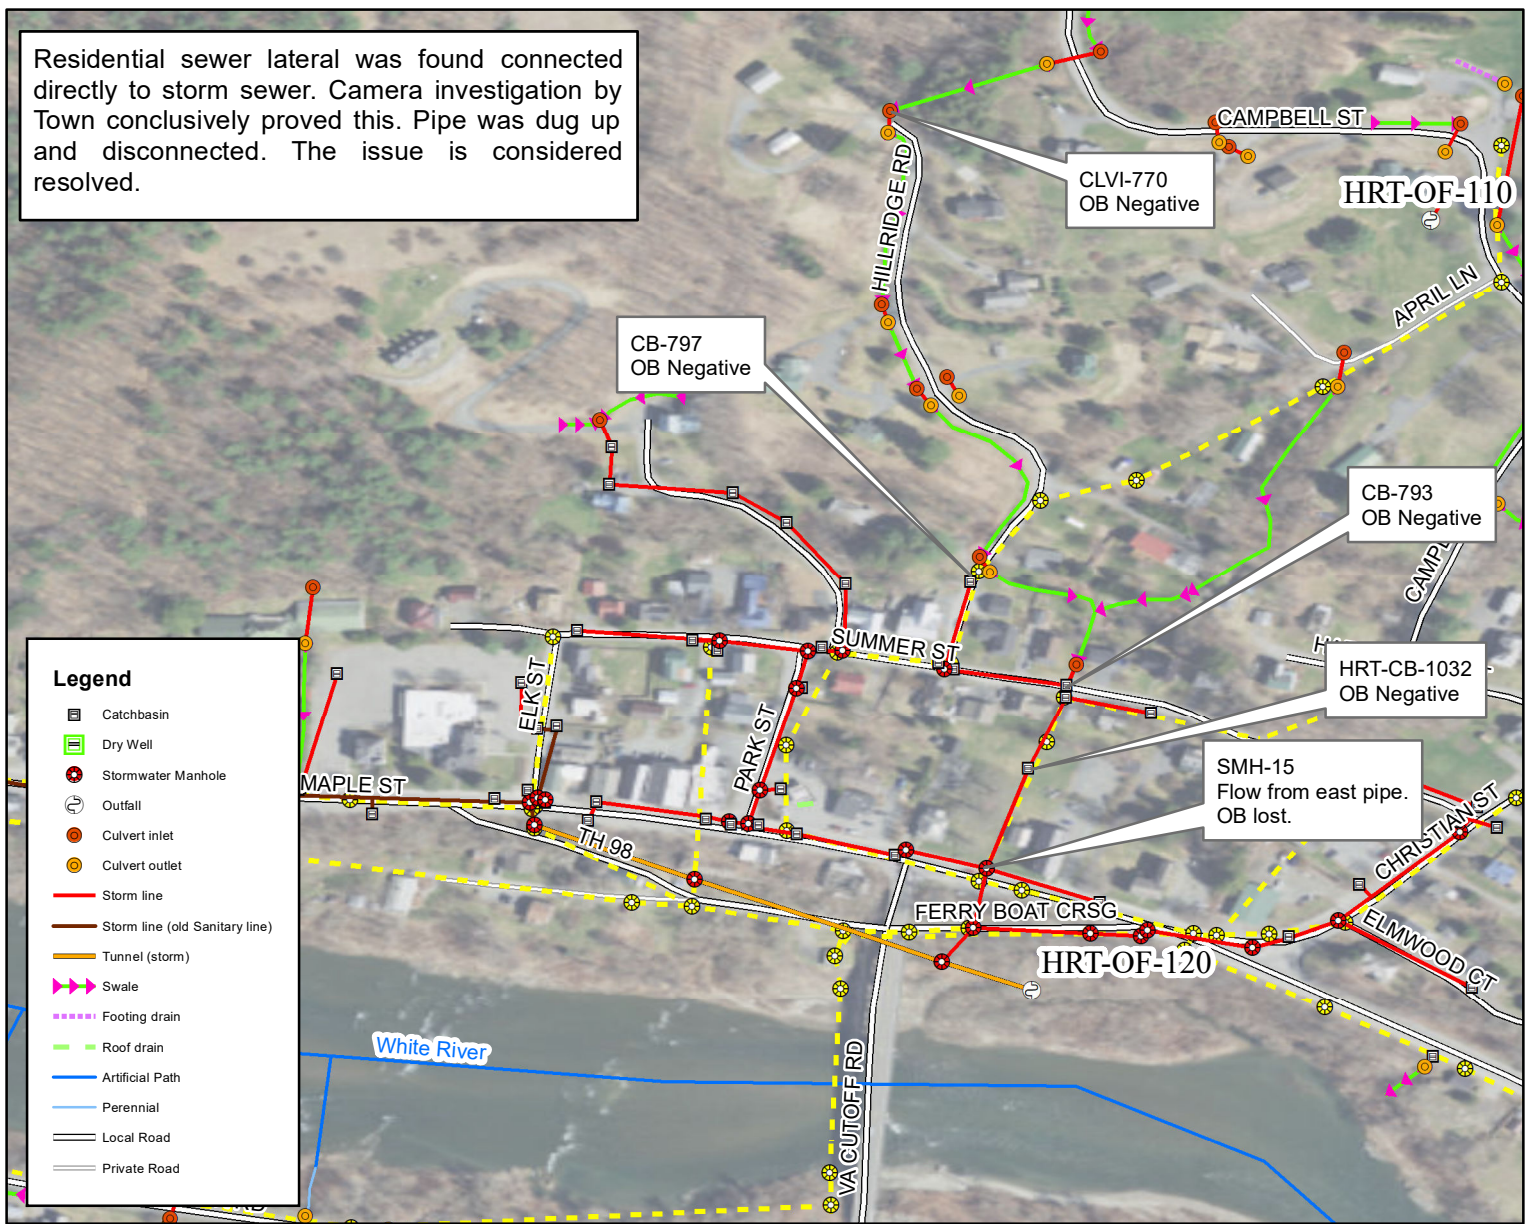 Residential sewer lateral was found connected
directly to storm sewer. Camera investigation by
Town conclusively proved this. Pipe was dug up
and disconnected. The issue is considered
resolved.
CAMPBELL ST
CLVI-770
OB Negative
HRT-OF-110
HILLRIDGE RD
APRIL LN
CB-797
OB Negative
CB-793
OB Negative
SUMMER ST
HRT-CB-1032
OB Negative
ELK ST
PARK ST
SMH-15
Flow from east pipe.
OB lost.
MAPLE ST
TH 98
CHRISTIAN ST
FERRY BOAT CRSG
ELMWOOD CT
HRT-OF-120
White River
VA CUTOFF RD
Legend
Catchbasin
Dry Well
Stormwater Manhole
Outfall
Culvert inlet
Culvert outlet
Storm line
Storm line (old Sanitary line)
Tunnel (storm)
Swale
Footing drain
Roof drain
Artificial Path
Perennial
Local Road
Private Road